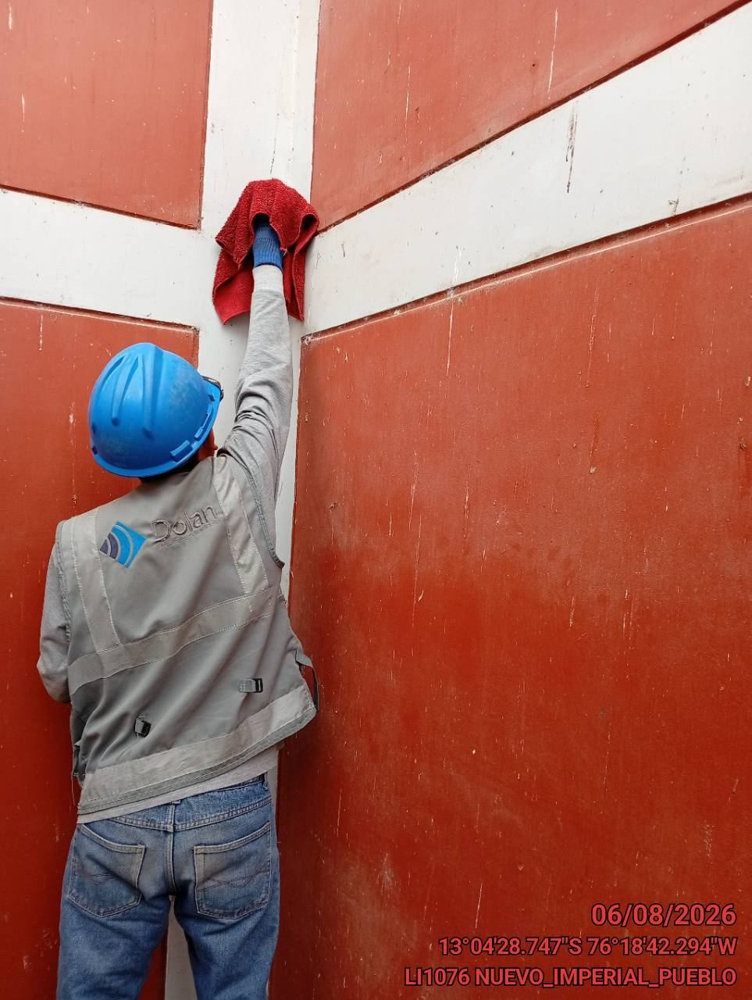 Dolan
06/08/2026
13°04'28.747"S 76°18'42.294"W
LI1076 NUEVO_IMPERIAL_PUEBLO